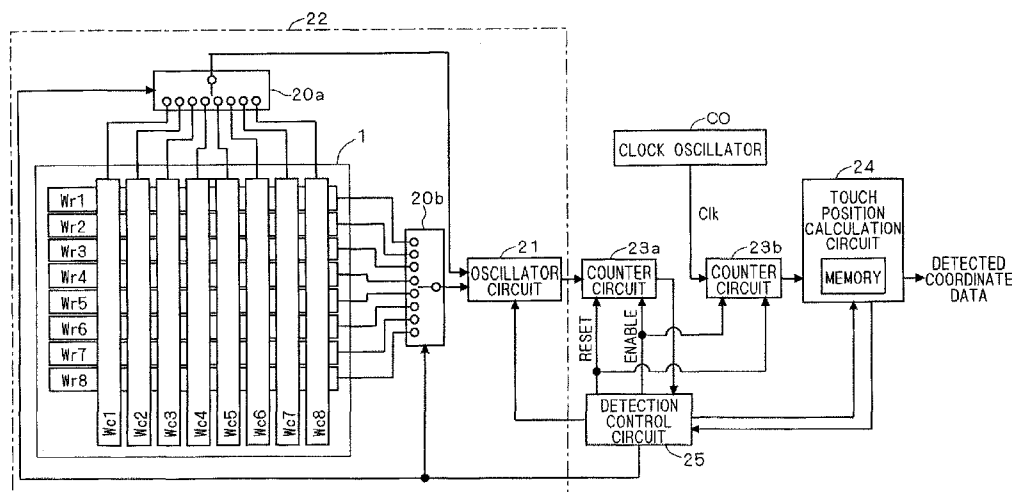 22
20a
1
CO
CLOCK OSCILLATOR
24
TOUCH
POSITION
CALCULATION
CIRCUIT
MEMORY
DETECTED
COORDINATE
DATA
Clk
20b
21
OSCILLATOR
CIRCUIT
23a
COUNTER
CIRCUIT
23b
COUNTER
CIRCUIT
Wr1
Wr2
Wr3
Wr4
Wr5
Wr6
Wr7
Wr8
Wc1
Wc2
Wc3
Wc4
Wc5
Wc6
Wc7
Wc8
RESET
ENABLE
DETECTION
CONTROL
CIRCUIT
25